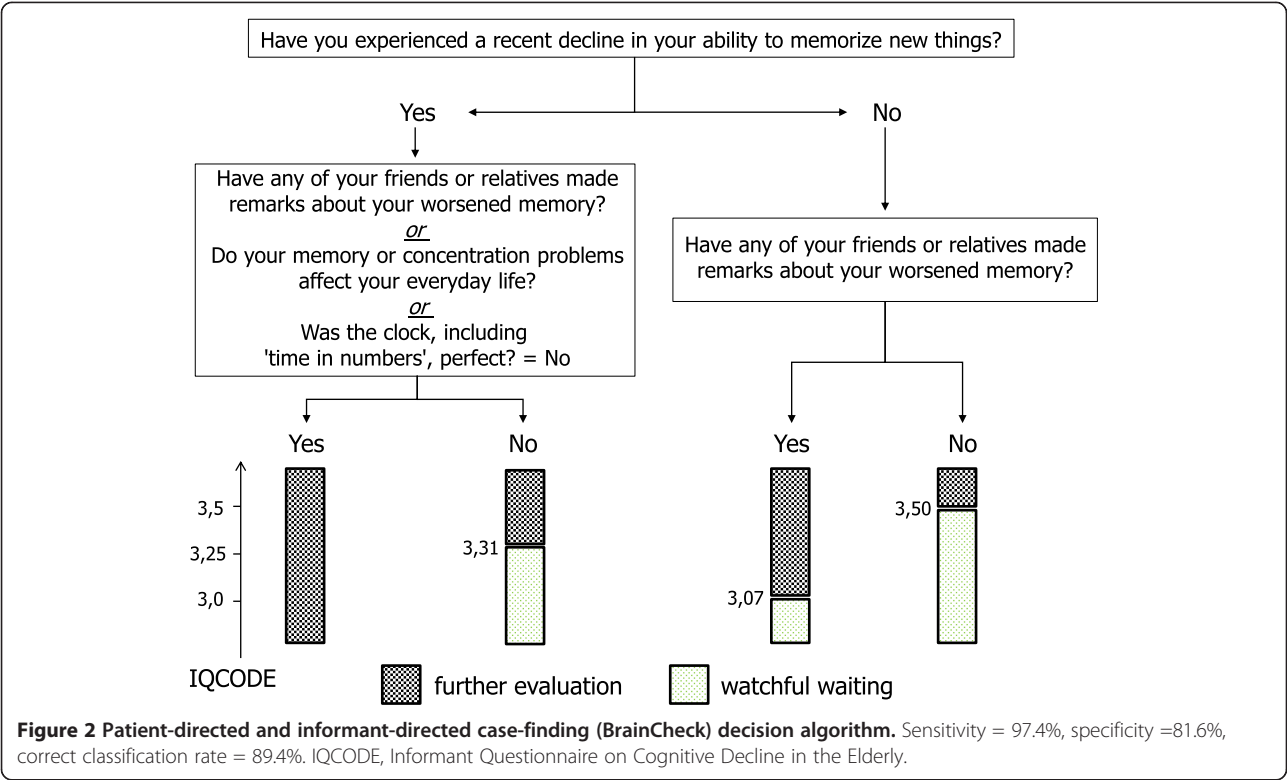 Have you experienced a recent decline in your ability to memorize new things?
Yes
No
Have any of your friends or relatives made
remarks about your worsened memory?
or
Do your memory or concentration problems
affect your everyday life?
or
Was the clock, including
'time in numbers', perfect? = No
Have any of your friends or relatives made
remarks about your worsened memory?
Yes
No
Yes
No
3,5
3,25
3,0
3,31
3,07
3,50
IQCODE
further evaluation
watchful waiting
Figure 2 Patient-directed and informant-directed case-finding (BrainCheck) decision algorithm. Sensitivity = 97.4%, specificity =81.6%,
correct classification rate = 89.4%. IQCODE, Informant Questionnaire on Cognitive Decline in the Elderly.